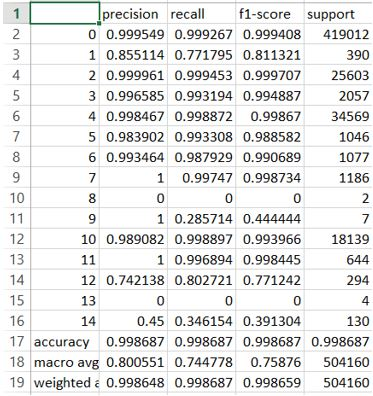 1 precision recall f1-score support
2 0 0.999549 0.999267 0.999408 419012
3 1 0.855114 0.771795 0.811321 390
4 2 0.999961 0.999453 0.999707 25603
5 3 0.996585 0.993194 0.994887 2057
6 4 0.998467 0.998872 0.99867 34569
7 5 0.983902 0.993308 0.988582 1046
8 6 0.993464 0.987929 0.990689 1077
9 7 1 0.99747 0.998734 1186
10 8 0 0 0 2
11 9 1 0.285714 0.444444 7
12 10 0.989082 0.998897 0.993966 18139
13 11 1 0.996894 0.998445 644
14 12 0.742138 0.802721 0.771242 294
15 13 0 0 0 4
16 14 0.45 0.346154 0.391304 130
17 accuracy 0.998687 0.998687 0.998687 0.998687
18 macro avg 0.800551 0.744778 0.75876 504160
19 weighted a 0.998648 0.998687 0.998659 504160